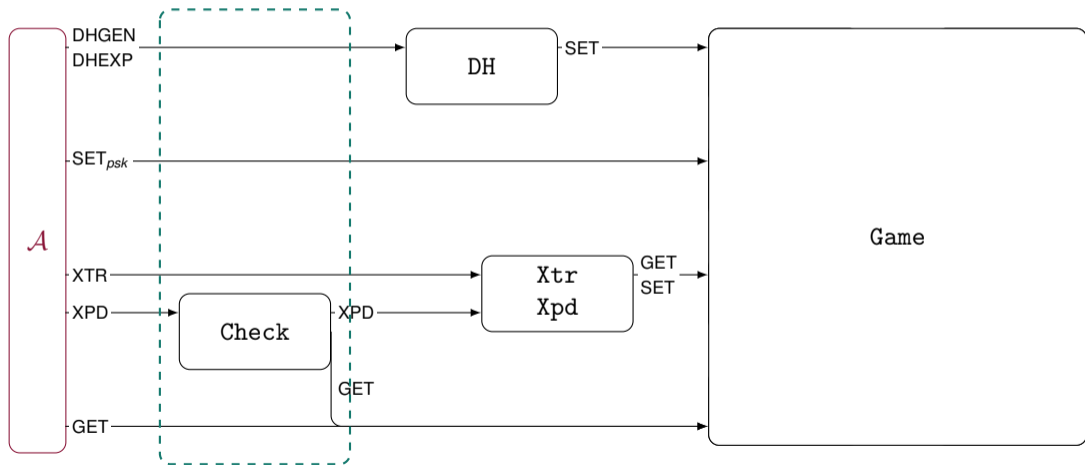 DHGEN
DHEXP
DH
SET
SET_psk
𝒜
Game
XTR
Xtr
Xpd
GET
SET
XPD
Check
XPD
GET
GET